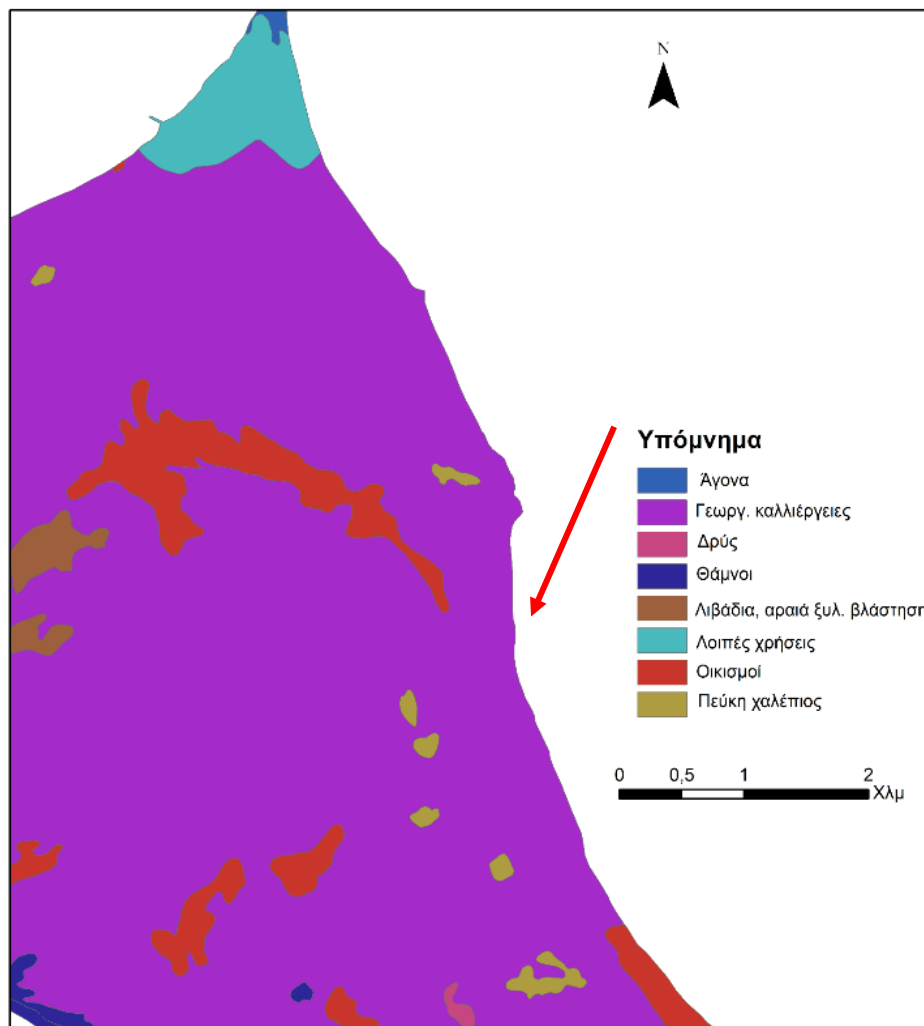 N
Υπόμνημα
Άγονα
Γεωργ. καλλιέργειες
Δρύς
Θάμνοι
Λιβάδια, αραιά ξυλ. βλάστηση
Λοιπές χρήσεις
Οικισμοί
Πεύκη χαλέπιος
0 0,5 1 2
Χλμ